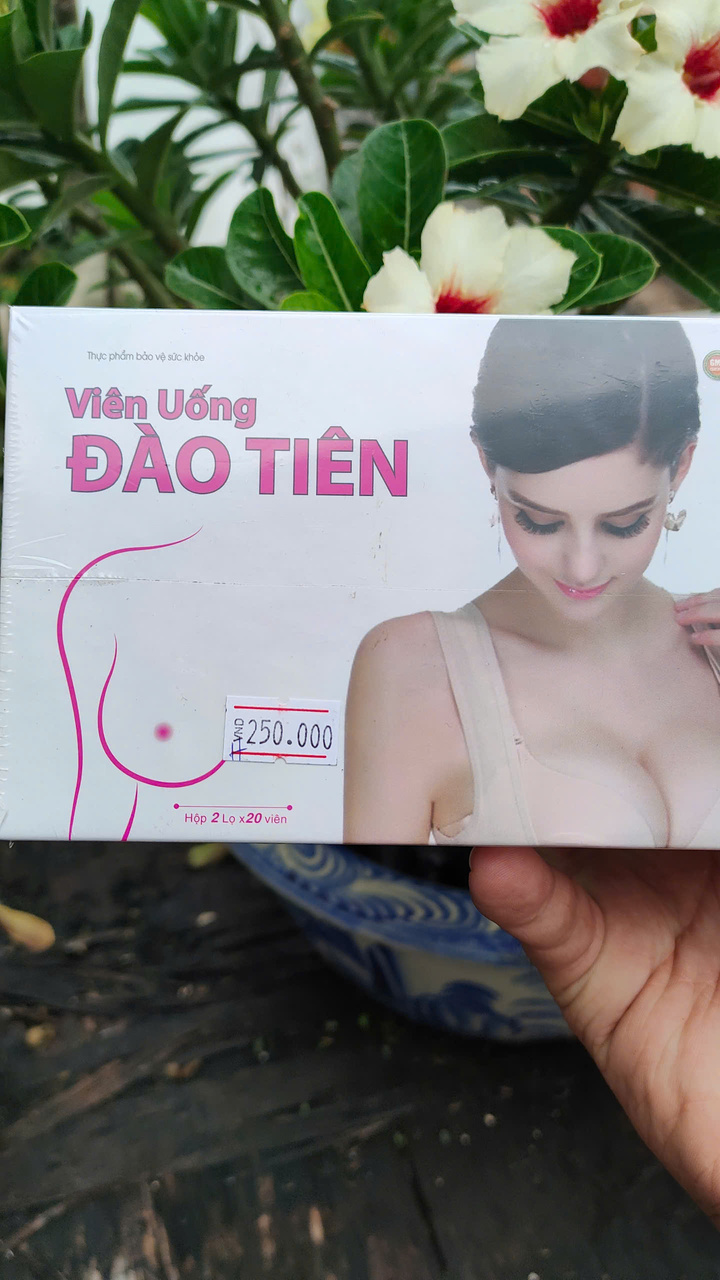 Thực phẩm bảo vệ sức khỏe
Viên Uống
ĐÀO TIÊN
VND
250.000
Hộp 2 Lọ x20 viên